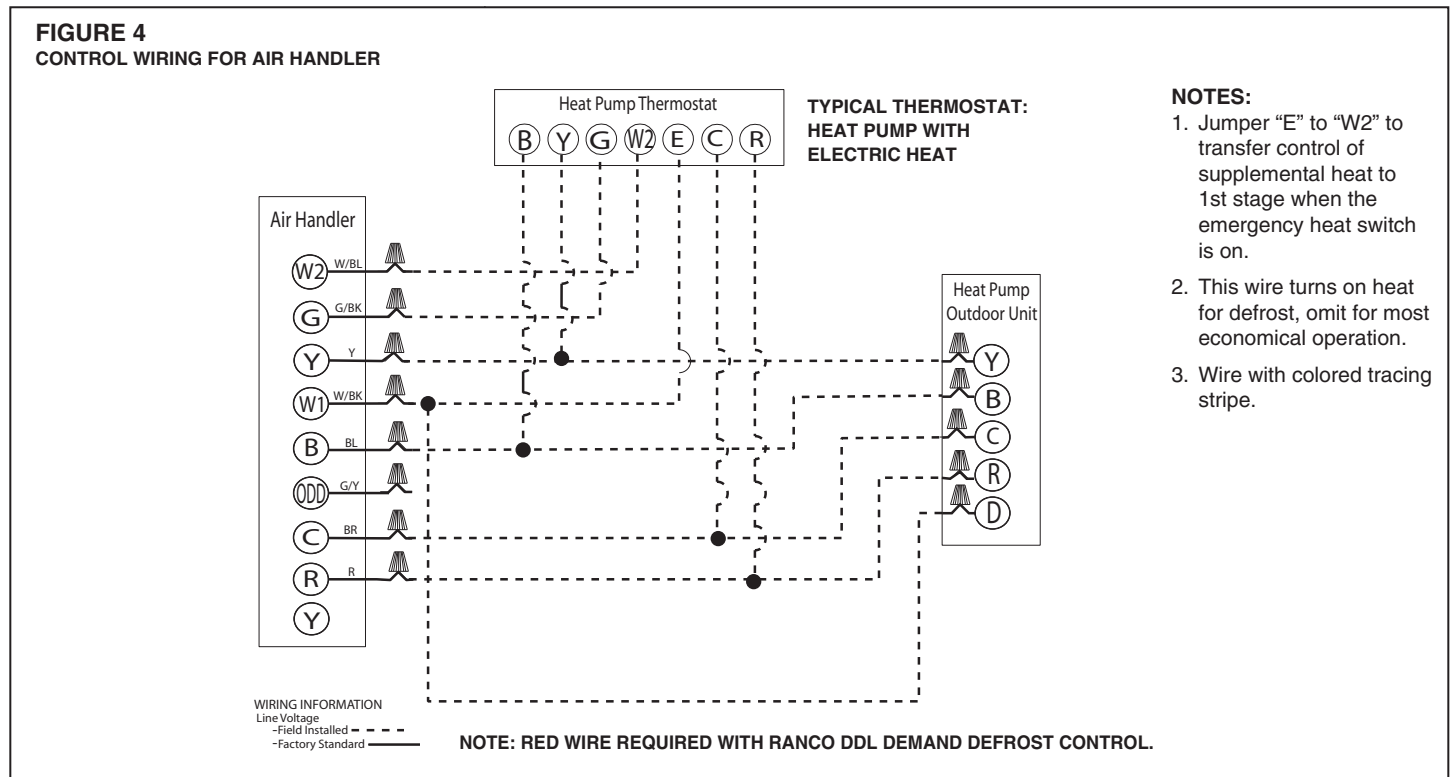 FIGURE 4
CONTROL WIRING FOR AIR HANDLER
Heat Pump Thermostat
B Y G W2 E C R
TYPICAL THERMOSTAT:
HEAT PUMP WITH
ELECTRIC HEAT
NOTES:
1. Jumper “E” to “W2” to
transfer control of
supplemental heat to
1st stage when the
emergency heat switch
is on.
2. This wire turns on heat
for defrost, omit for most
economical operation.
3. Wire with colored tracing
stripe.
Air Handler
W2 W/BL
G G/BK
Y Y
W1 W/BK
B BL
ODD G/Y
C BR
R R
Y
Heat Pump
Outdoor Unit
Y
B
C
R
D
WIRING INFORMATION
Line Voltage
-Field Installed
-Factory Standard
NOTE: RED WIRE REQUIRED WITH RANCO DDL DEMAND DEFROST CONTROL.